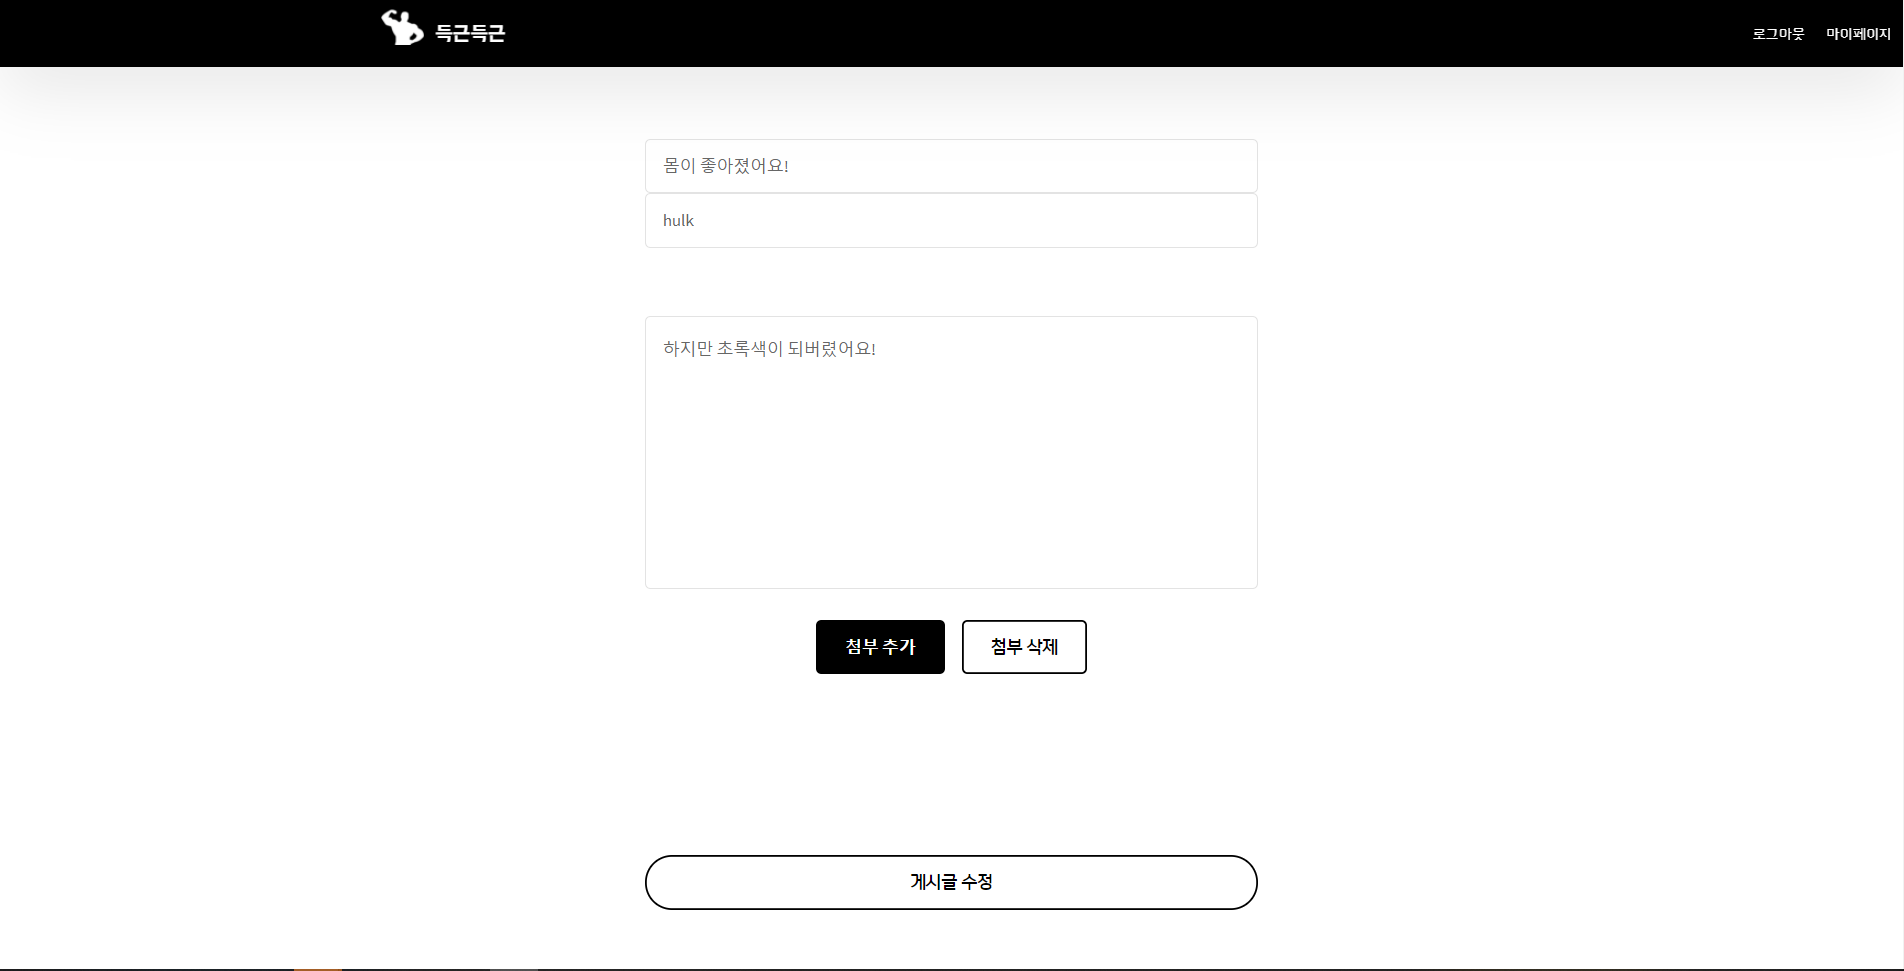 득근득근
로그아웃 마이페이지
몸이 좋아졌어요!
hulk
하지만 초록색이 되버렸어요!
첨부 추가 첨부 삭제
게시글 수정